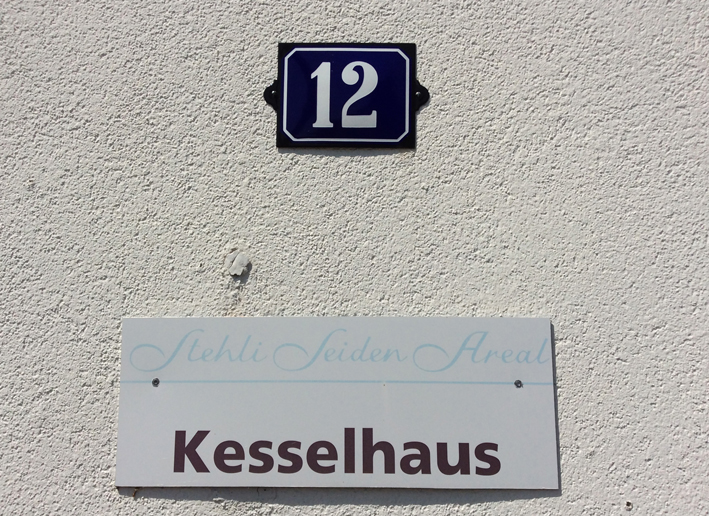 12
Stehli Seiden Areal
Kesselhaus